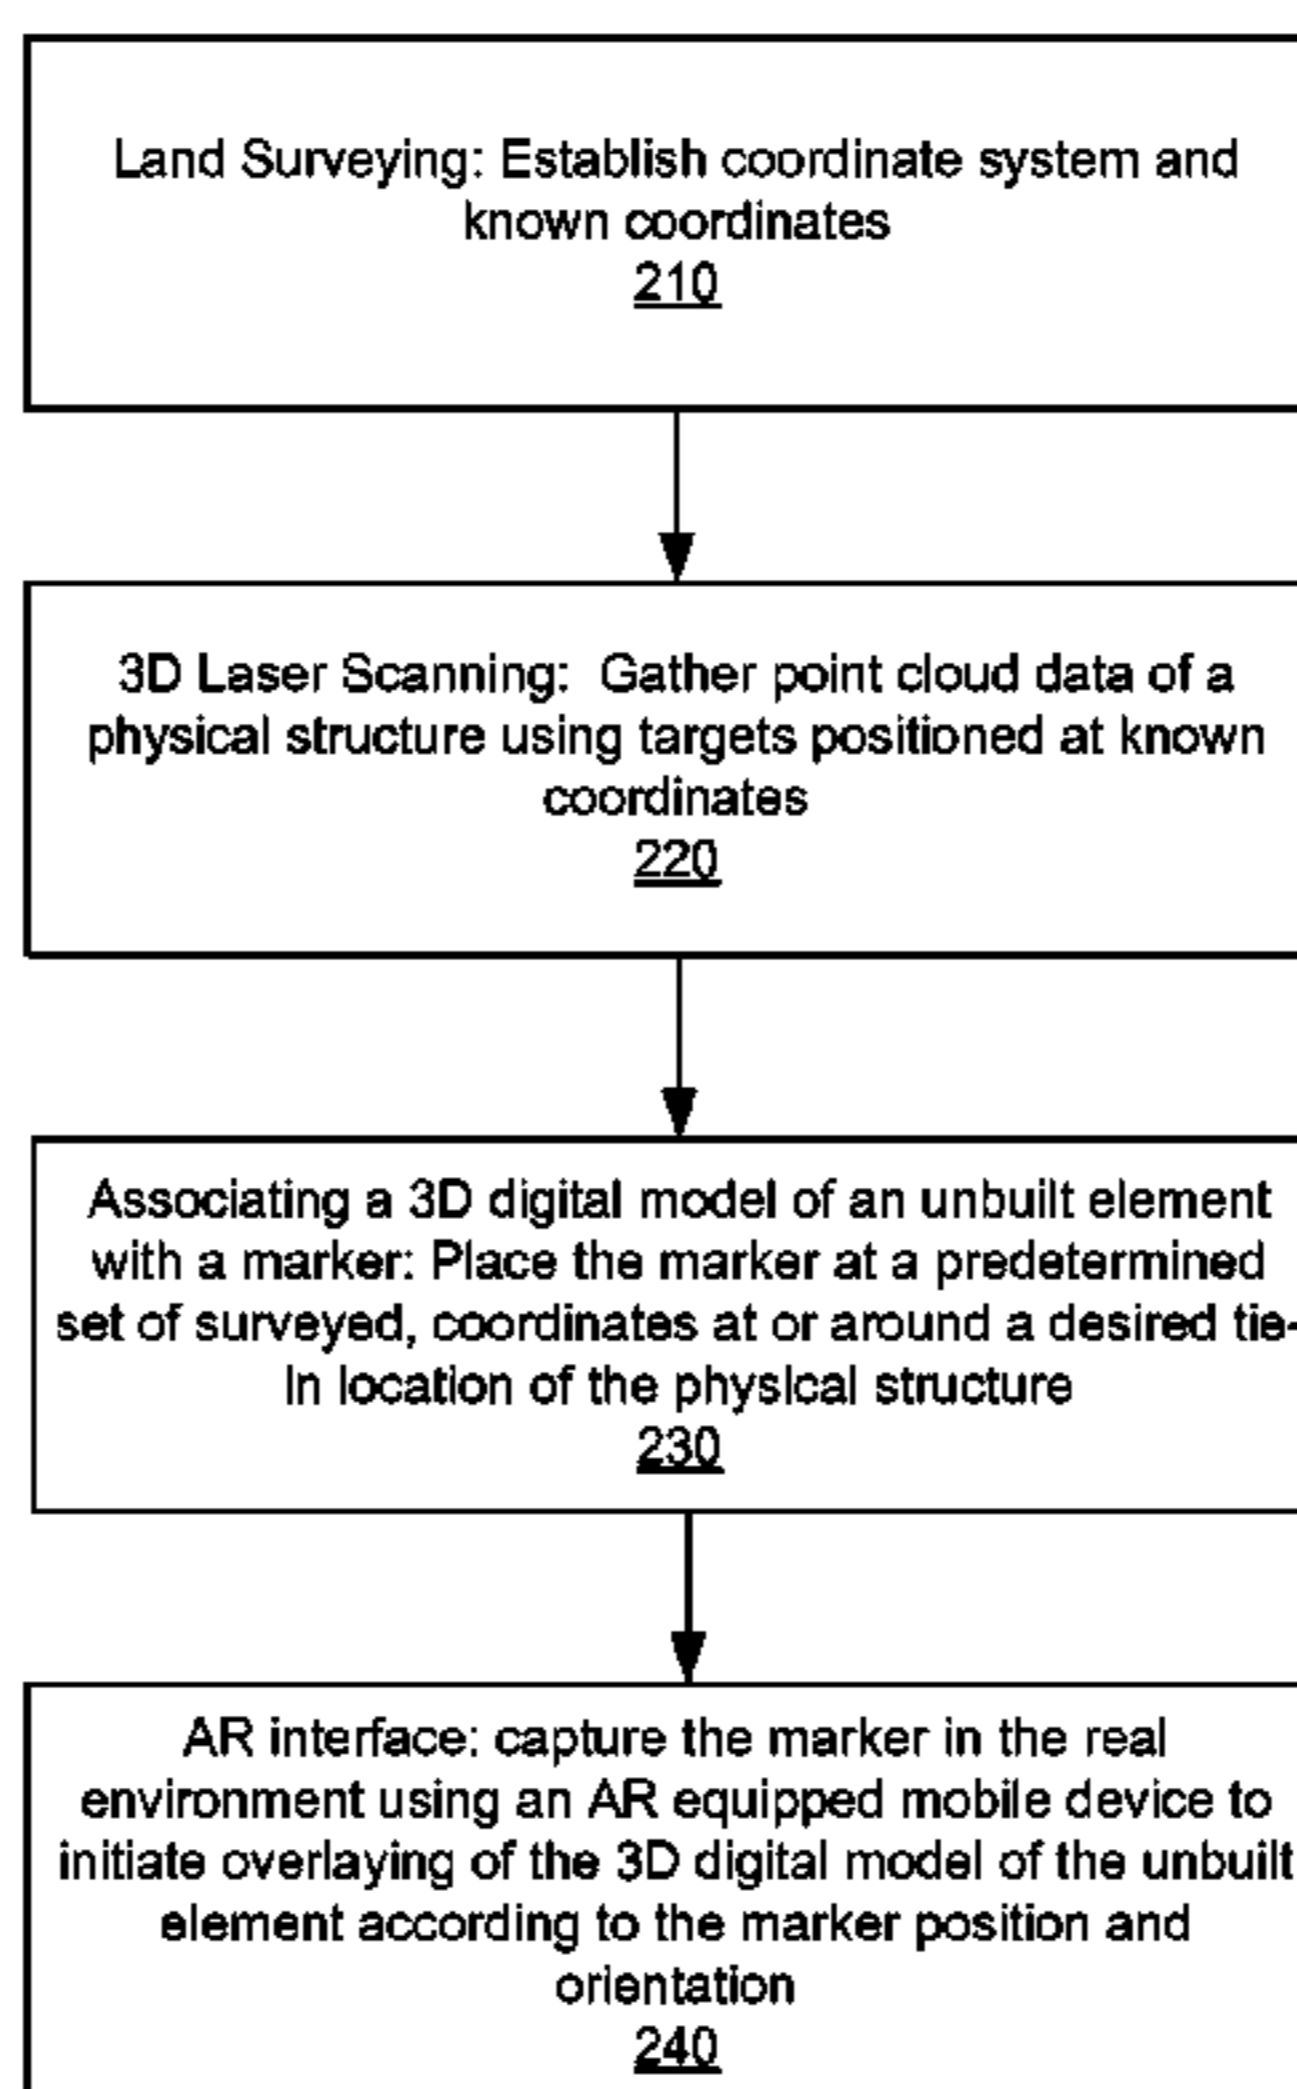 Land Surveying: Establish coordinate system and
known coordinates
210
3D Laser Scanning: Gather point cloud data of a
physical structure using targets positioned at known
coordinates
220
Associating a 3D digital model of an unbuilt element
with a marker: Place the marker at a predetermined
set of surveyed, coordinates at or around a desired tie-
in location of the physical structure
230
AR interface: capture the marker in the real
environment using an AR equipped mobile device to
initiate overlaying of the 3D digital model of the unbuilt
element according to the marker position and
orientation
240